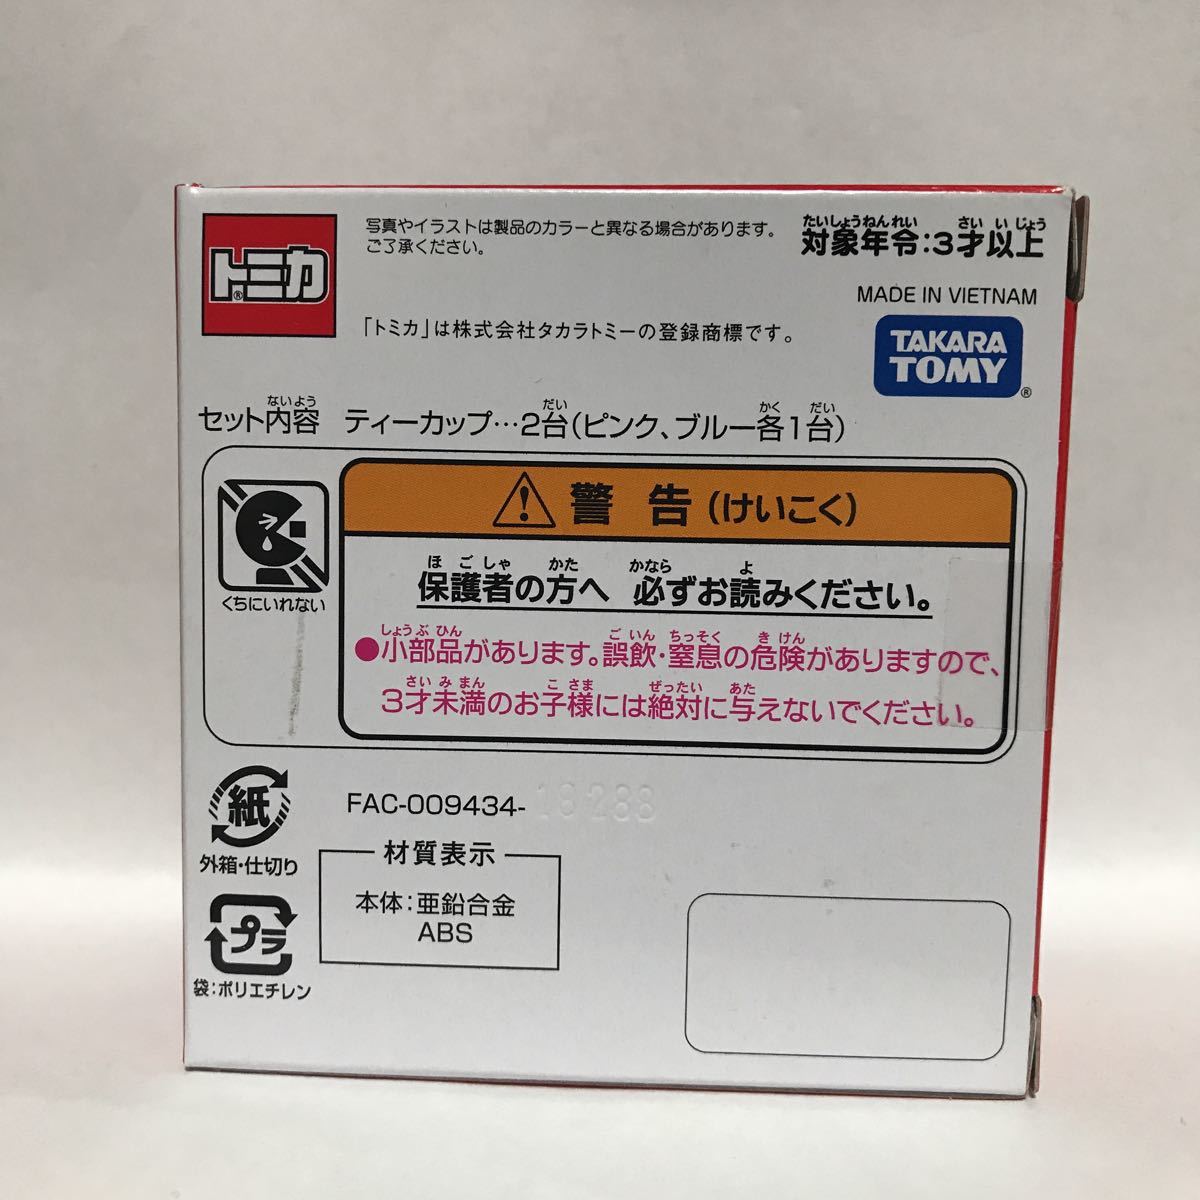 トミカ®
写真やイラストは製品のカラーと異なる場合があります。
ご了承ください。
たいしょうねんれい さい い じょう
対象年令:3才以上
MADE IN VIETNAM
「トミカ」は株式会社タカラトミーの登録商標です。
TAKARA
TOMY®
ないよう だい かく だい
セット内容 ティーカップ…2台(ピンク、ブルー各1台)
くちにいれない
警 告 (けいこく)
ほ ご しゃ かた かなら よ
保護者の方へ 必ずお読みください。
しょう ぶ ひん ご いん ちっそく き けん
●小部品があります。誤飲・窒息の危険がありますので、
さい み まん こ さま ぜったい あた
3才未満のお子様には絶対に与えないでください。
紙
外箱・仕切り
FAC-009434- 18 288
材質表示
本体:亜鉛合金
ABS
プラ
袋:ポリエチレン